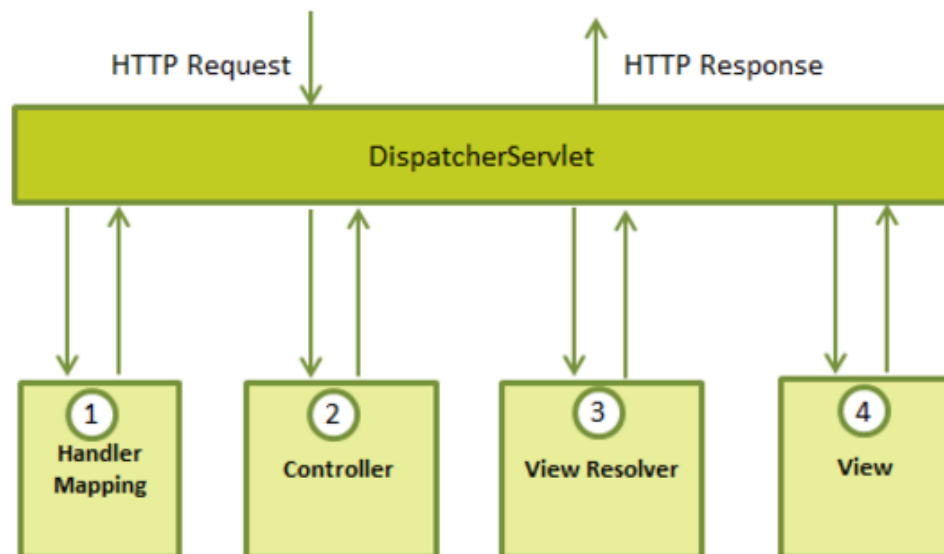 HTTP Request
HTTP Response
DispatcherServlet
1
Handler
Mapping
2
Controller
3
View Resolver
4
View